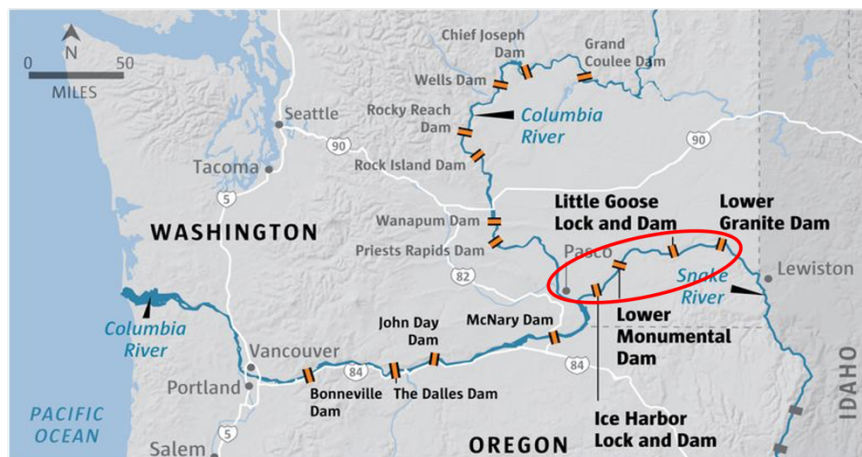 N
0
50
MILES
Chief Joseph
Dam
Grand
Coulee Dam
Wells Dam
Columbia
River
Rocky Reach
Dam
Seattle
90
90
Rock Island Dam
Tacoma
5
WASHINGTON
Wanapum Dam
Little Goose
Lock and Dam
Lower
Granite Dam
Priests Rapids Dam
Pasco
82
Snake
River
Lewiston
Columbia
River
John Day
Dam
McNary Dam
Lower
Monumental
Dam
Vancouver
84
84
Portland
Bonneville
Dam
The Dalles Dam
IDAHO
PACIFIC
OCEAN
5
Ice Harbor
Lock and Dam
Salem
OREGON